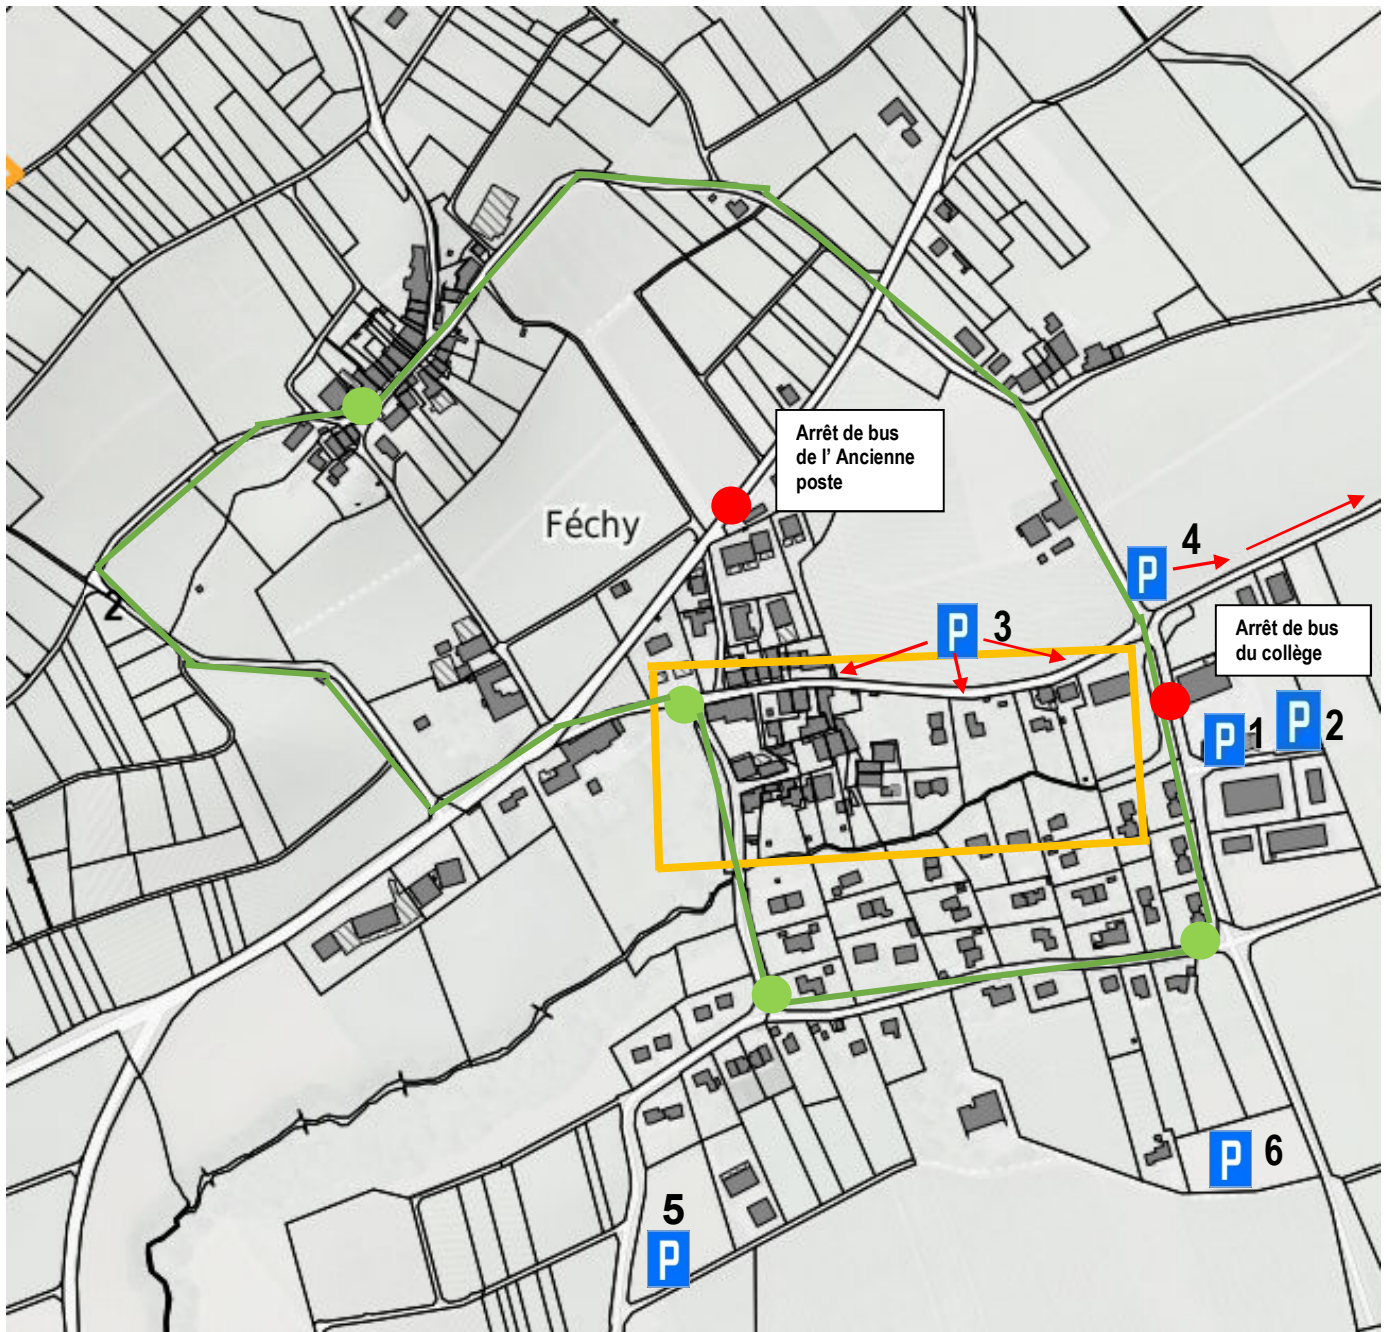 Arrêt de bus
de l’ Ancienne
poste
Féchy
P 4
Arrêt de bus
du collège
P 3
P 1
P 2
2
P 6
5
P